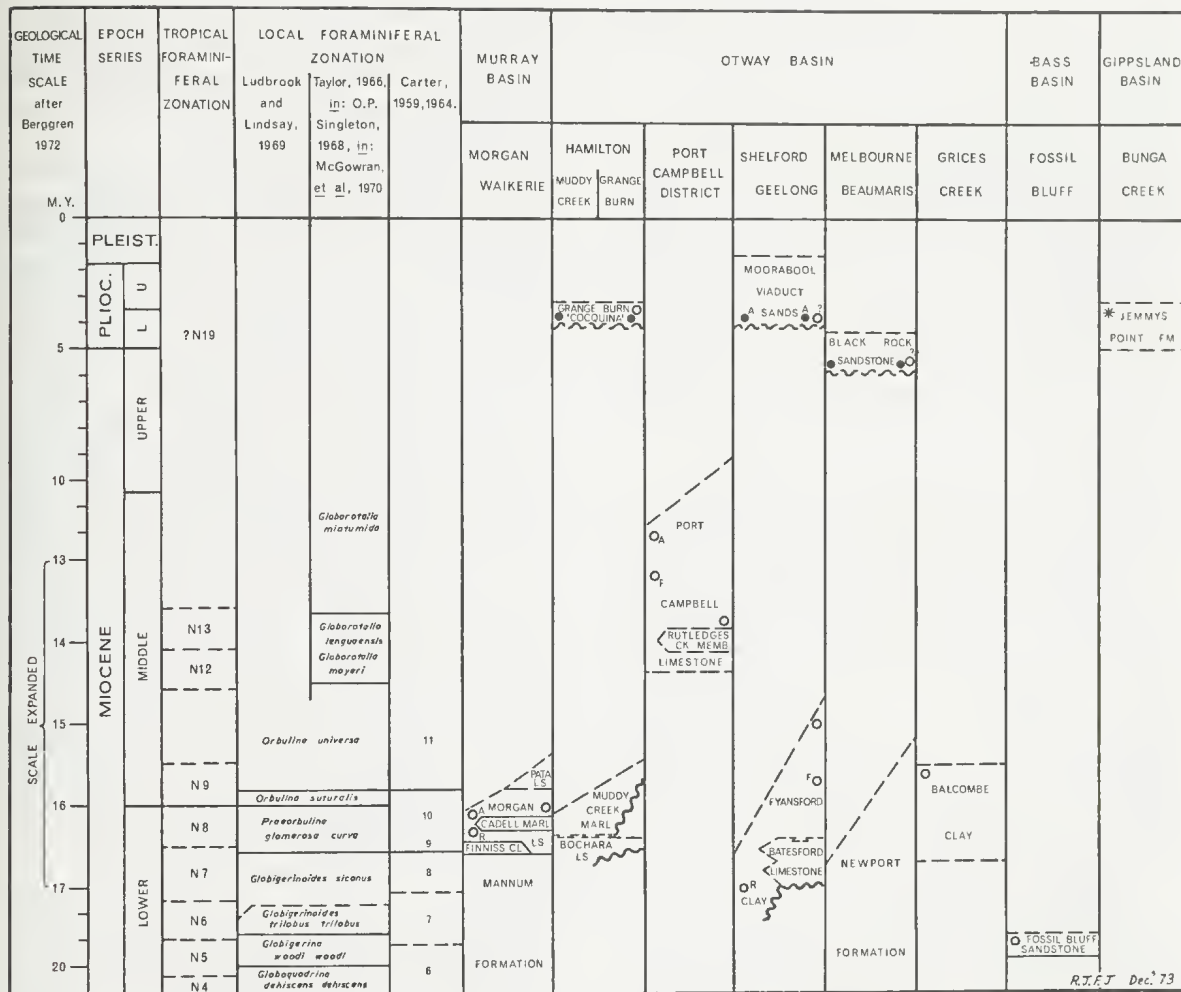 GEOLOGICAL
TIME
SCALE
after
Berggren
1972
M.Y.
EPOCH
SERIES
TROPICAL
FORAMINI-
FERAL
ZONATION
LOCAL FORAMINIFERAL
ZONATION
Ludbrook
and
Lindsay,
1969
Taylor, 1966,
in: O.P.
Singleton,
1968, in:
McGowran,
et al, 1970
Carter,
1959,1964.
MURRAY
BASIN
MORGAN
WAIKERIE
OTWAY BASIN
HAMILTON
MUDDY
CREEK
GRANGE
BURN
PORT
CAMPBELL
DISTRICT
SHELFORD
GEELONG
MELBOURNE
BEAUMARIS
GRICES
CREEK
BASS
BASIN
FOSSIL
BLUFF
GIPPSLAND
BASIN
BUNGA
CREEK
0
5
10
13
14
15
16
17
20
SCALE EXPANDED
PLEIST.
PLIOC.
U
L
MIOCENE
UPPER
MIDDLE
LOWER
?N19
N13
N12
N9
N8
N7
N6
N5
N4
Globorotalia
miotumida
Globorotalia
lenguaensis
Globorotalia
mayeri
Orbulina universa
Orbulina suturalis
Praeorbulina
glomerosa curva
Globigerinoides sicanus
Globigerinoides
trilobus trilobus
Globigerina
woodi woodi
Globoquadrina
dehiscens dehiscens
11
10
9
8
7
6
PATA
LS
A MORGAN
CADELL MARL
R
LS
FINNISS CL
MANNUM
FORMATION
GRANGE BURN
'COCQUINA'
MUDDY
CREEK
MARL
BOCHARA
LS
PORT
A
F
CAMPBELL
RUTLEDGES
CK MEMB
LIMESTONE
MOORABOOL
VIADUCT
A SANDS A ?
F
FYANSFORD
BATESFORD
LIMESTONE
R
CLAY
BLACK ROCK
?
SANDSTONE
NEWPORT
FORMATION
BALCOMBE
CLAY
FOSSIL BLUFF
SANDSTONE
* JEMMYS
POINT FM
R.J.F.J Dec. '73